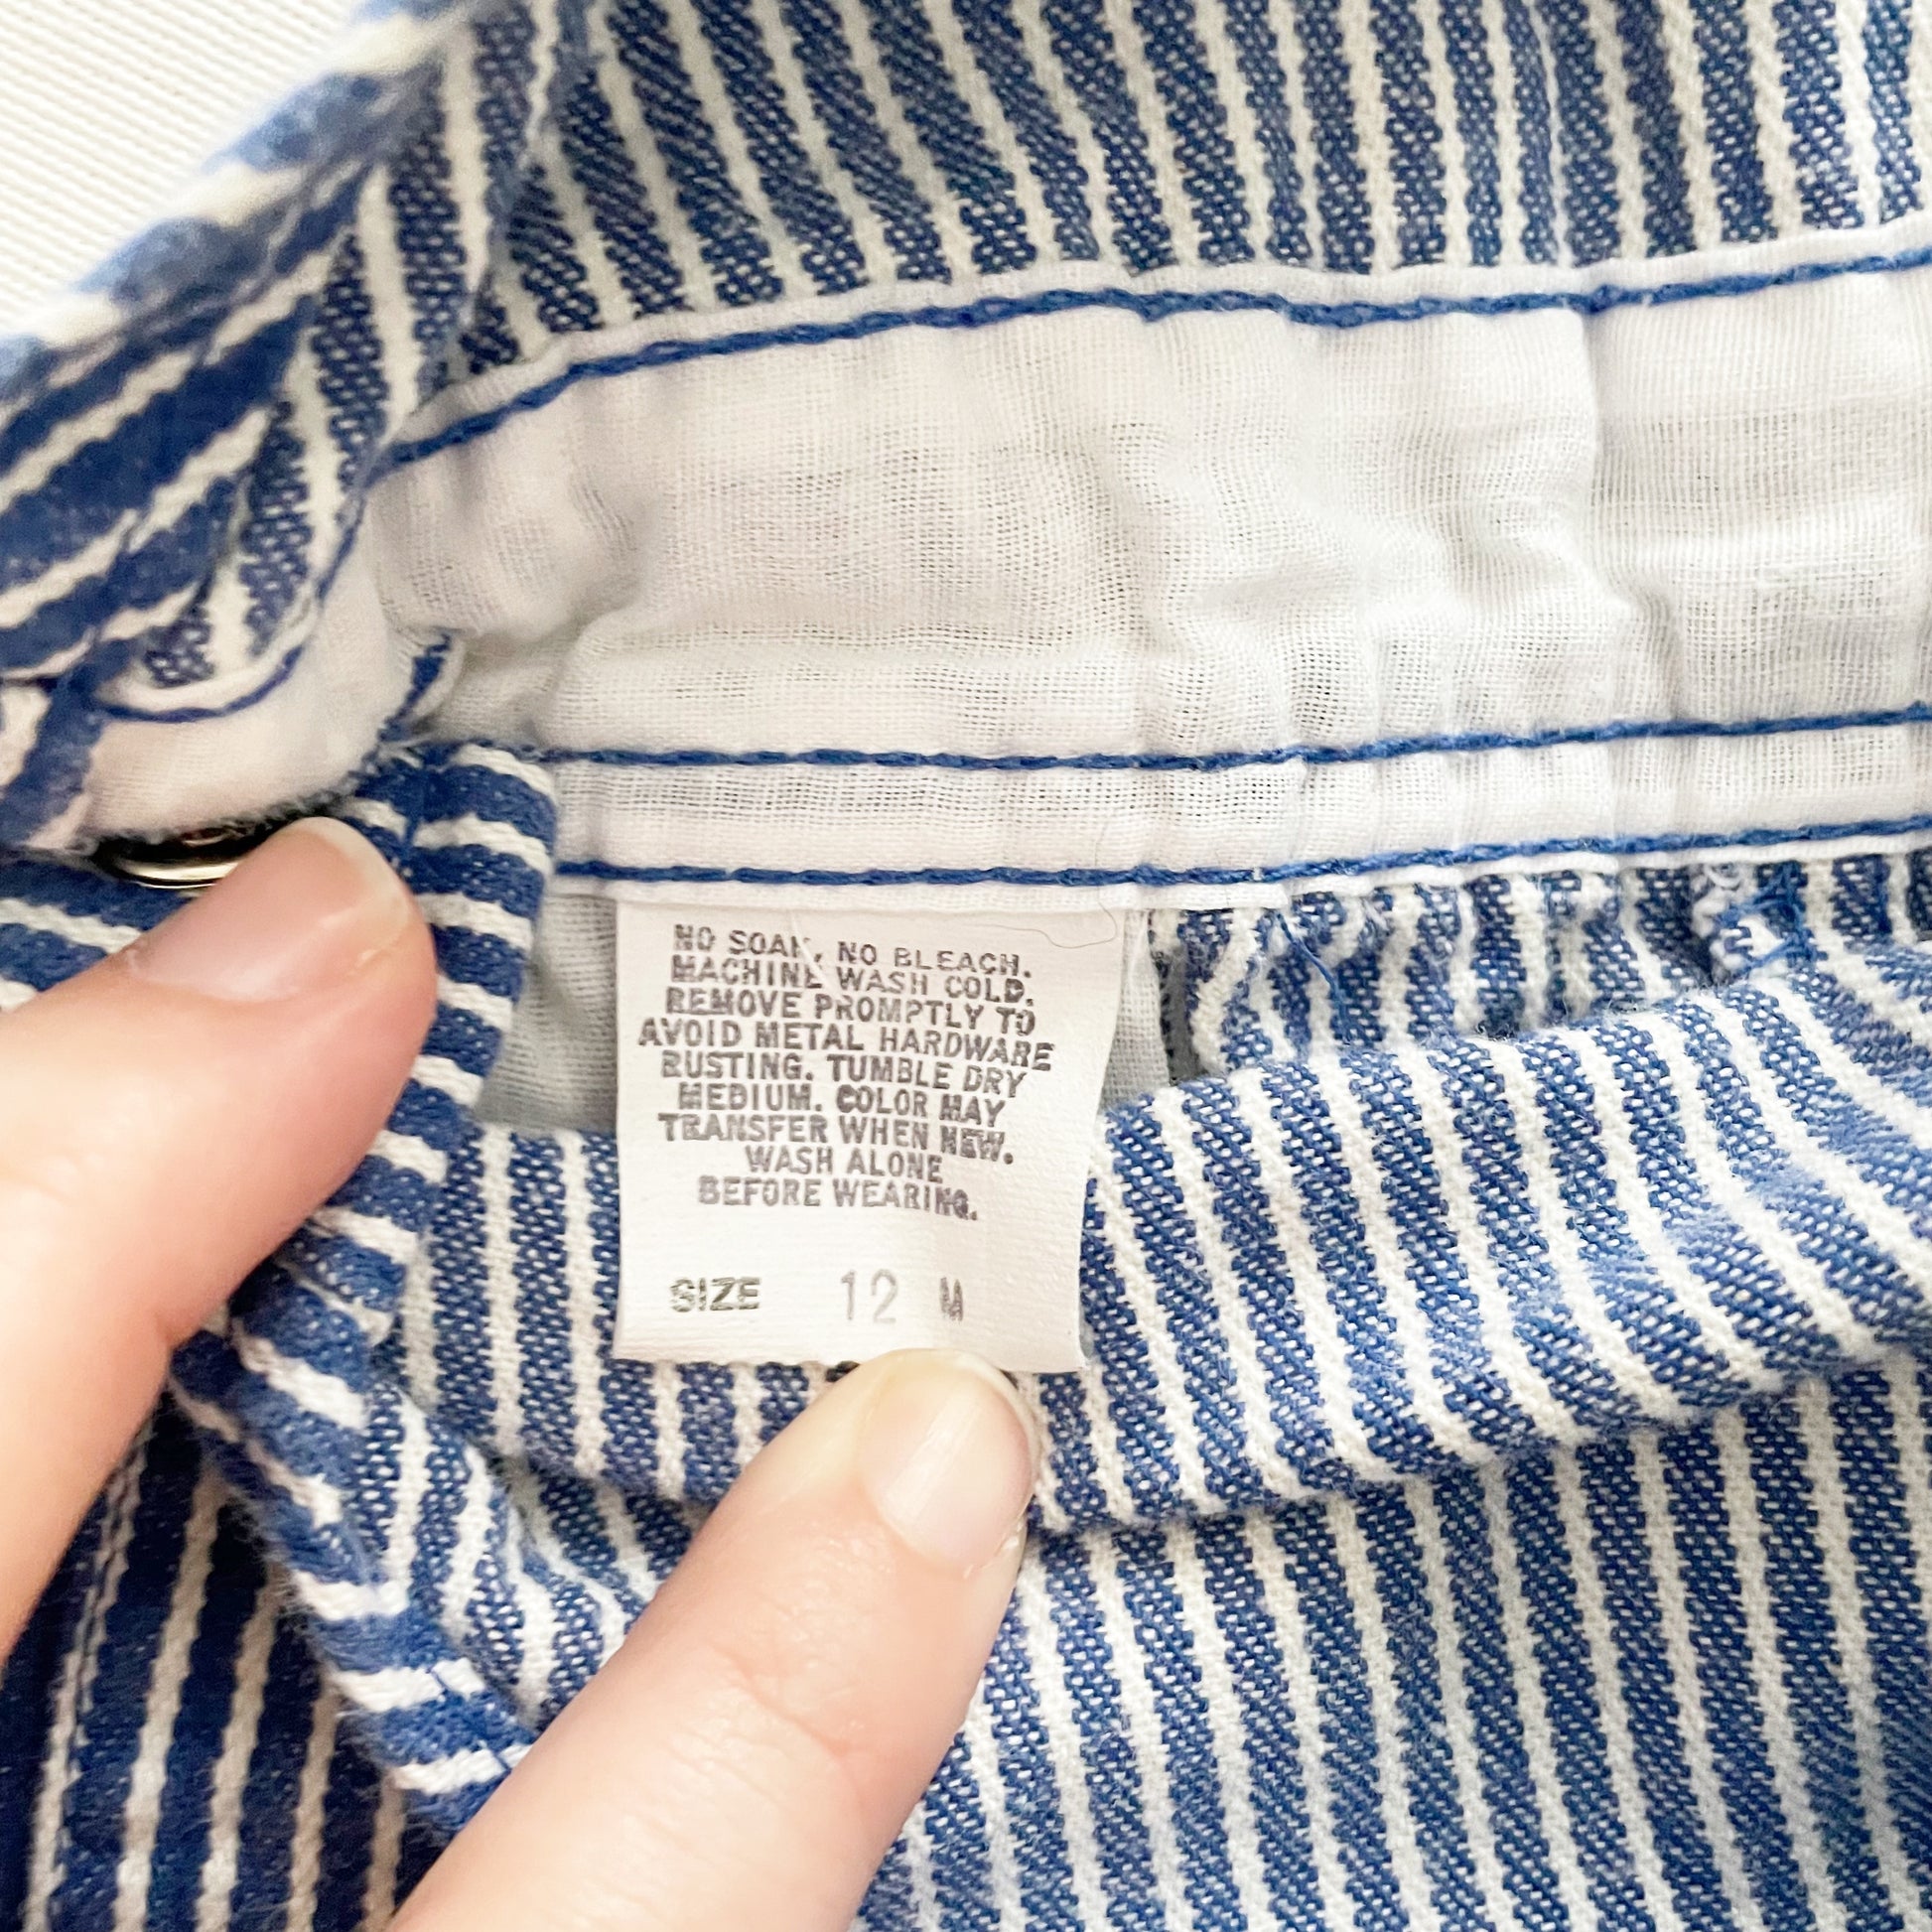 NO SOAK, NO BLEACH.
MACHINE WASH COLD.
REMOVE PROMPTLY TO
AVOID METAL HARDWARE
RUSTING. TUMBLE DRY
MEDIUM. COLOR MAY
TRANSFER WHEN NEW.
WASH ALONE
BEFORE WEARING.
SIZE 12 M